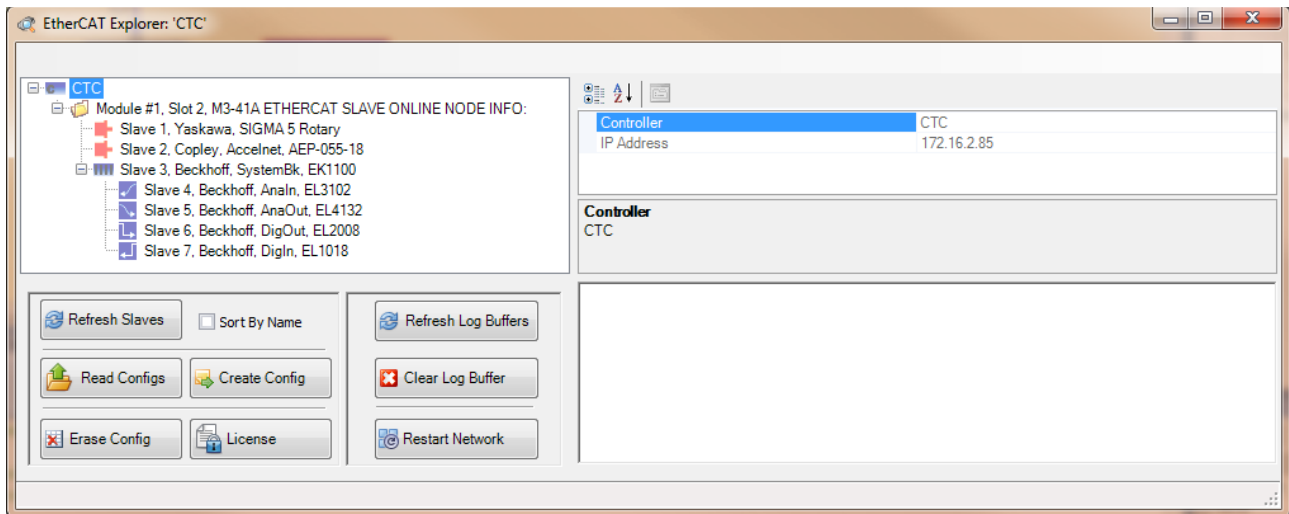 EtherCAT Explorer: 'CTC'
CTC
Module #1, Slot 2, M3-41A ETHERCAT SLAVE ONLINE NODE INFO:
Slave 1, Yaskawa, SIGMA 5 Rotary
Slave 2, Copley, Accelnet, AEP-055-18
Slave 3, Beckhoff, SystemBk, EK1100
Slave 4, Beckhoff, AnaIn, EL3102
Slave 5, Beckhoff, AnaOut, EL4132
Slave 6, Beckhoff, DigOut, EL2008
Slave 7, Beckhoff, DigIn, EL1018
Controller CTC
IP Address 172.16.2.85
Controller
CTC
Refresh Slaves Sort By Name Refresh Log Buffers
Read Configs Create Config Clear Log Buffer
Erase Config License Restart Network